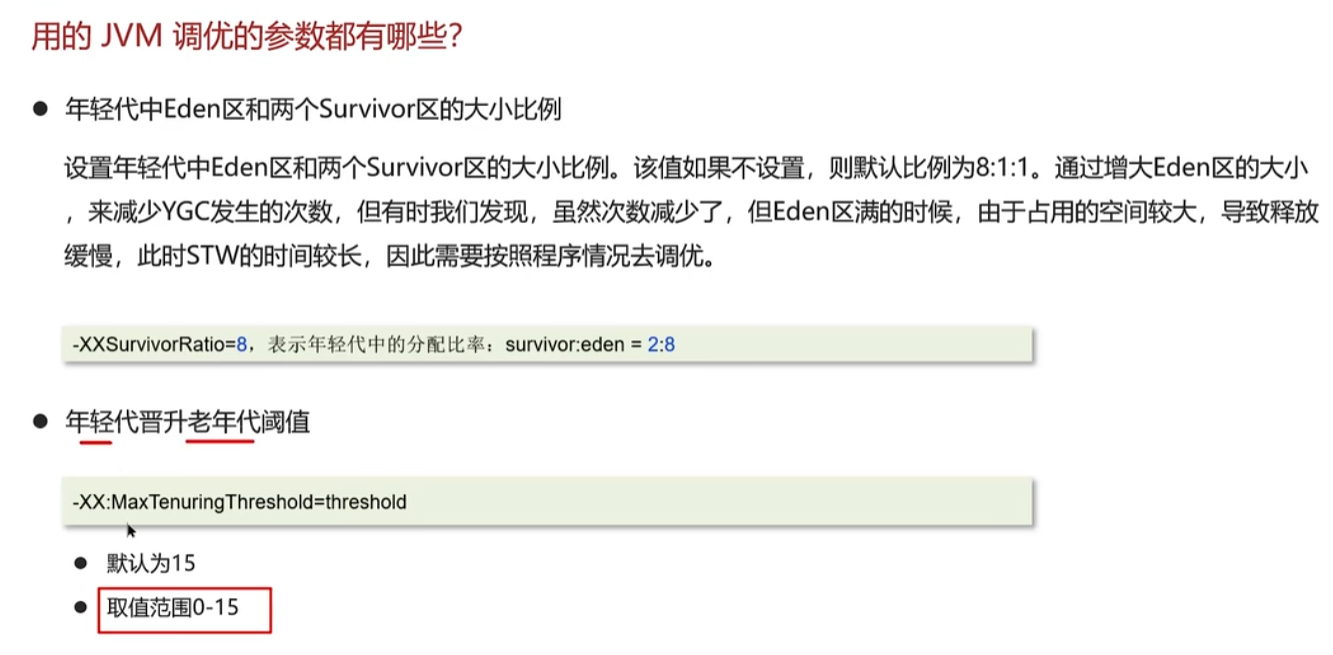 用的 JVM 调优的参数都有哪些？
● 年轻代中Eden区和两个Survivor区的大小比例
设置年轻代中Eden区和两个Survivor区的大小比例。该值如果不设置，则默认比例为8:1:1。通过增大Eden区的大小
，来减少YGC发生的次数，但有时我们发现，虽然次数减少了，但Eden区满的时候，由于占用的空间较大，导致释放
缓慢，此时STW的时间较长，因此需要按照程序情况去调优。
-XXSurvivorRatio=8，表示年轻代中的分配比率：survivor:eden = 2:8
● 年轻代晋升老年代阈值
-XX:MaxTenuringThreshold=threshold
● 默认为15
● 取值范围0-15